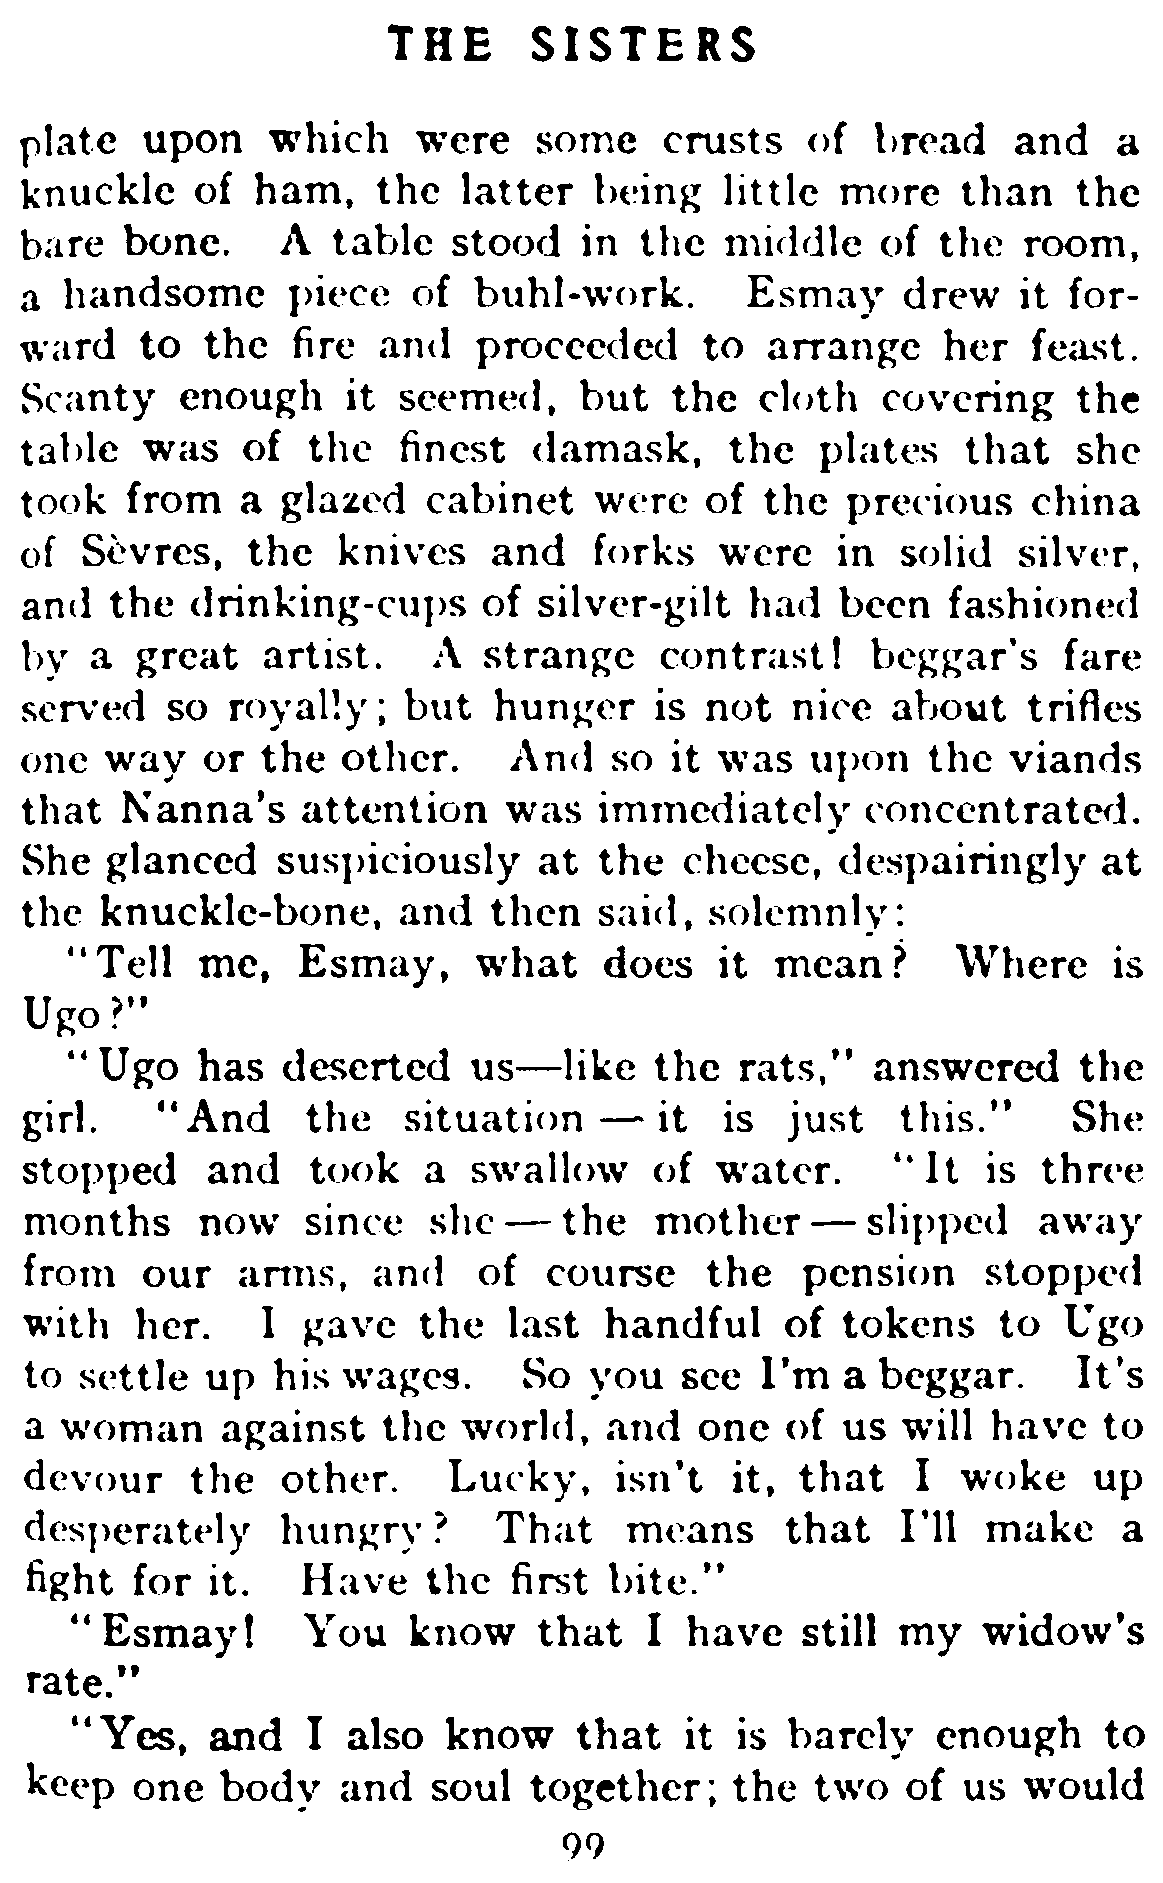 THE SISTERS
plate upon which were some crusts of bread and a
knuckle of ham, the latter being little more than the
bare bone. A table stood in the middle of the room,
a handsome piece of buhl-work. Esmay drew it for-
ward to the fire and proceeded to arrange her feast.
Scanty enough it seemed, but the cloth covering the
table was of the finest damask, the plates that she
took from a glazed cabinet were of the precious china
of Sèvres, the knives and forks were in solid silver,
and the drinking-cups of silver-gilt had been fashioned
by a great artist. A strange contrast! beggar's fare
served so royally; but hunger is not nice about trifles
one way or the other. And so it was upon the viands
that Nanna's attention was immediately concentrated.
She glanced suspiciously at the cheese, despairingly at
the knuckle-bone, and then said, solemnly:
"Tell me, Esmay, what does it mean? Where is
Ugo?"
"Ugo has deserted us—like the rats," answered the
girl. "And the situation — it is just this." She
stopped and took a swallow of water. "It is three
months now since she — the mother — slipped away
from our arms, and of course the pension stopped
with her. I gave the last handful of tokens to Ugo
to settle up his wages. So you see I'm a beggar. It's
a woman against the world, and one of us will have to
devour the other. Lucky, isn't it, that I woke up
desperately hungry? That means that I'll make a
fight for it. Have the first bite."
"Esmay! You know that I have still my widow's
rate."
"Yes, and I also know that it is barely enough to
keep one body and soul together; the two of us would
99